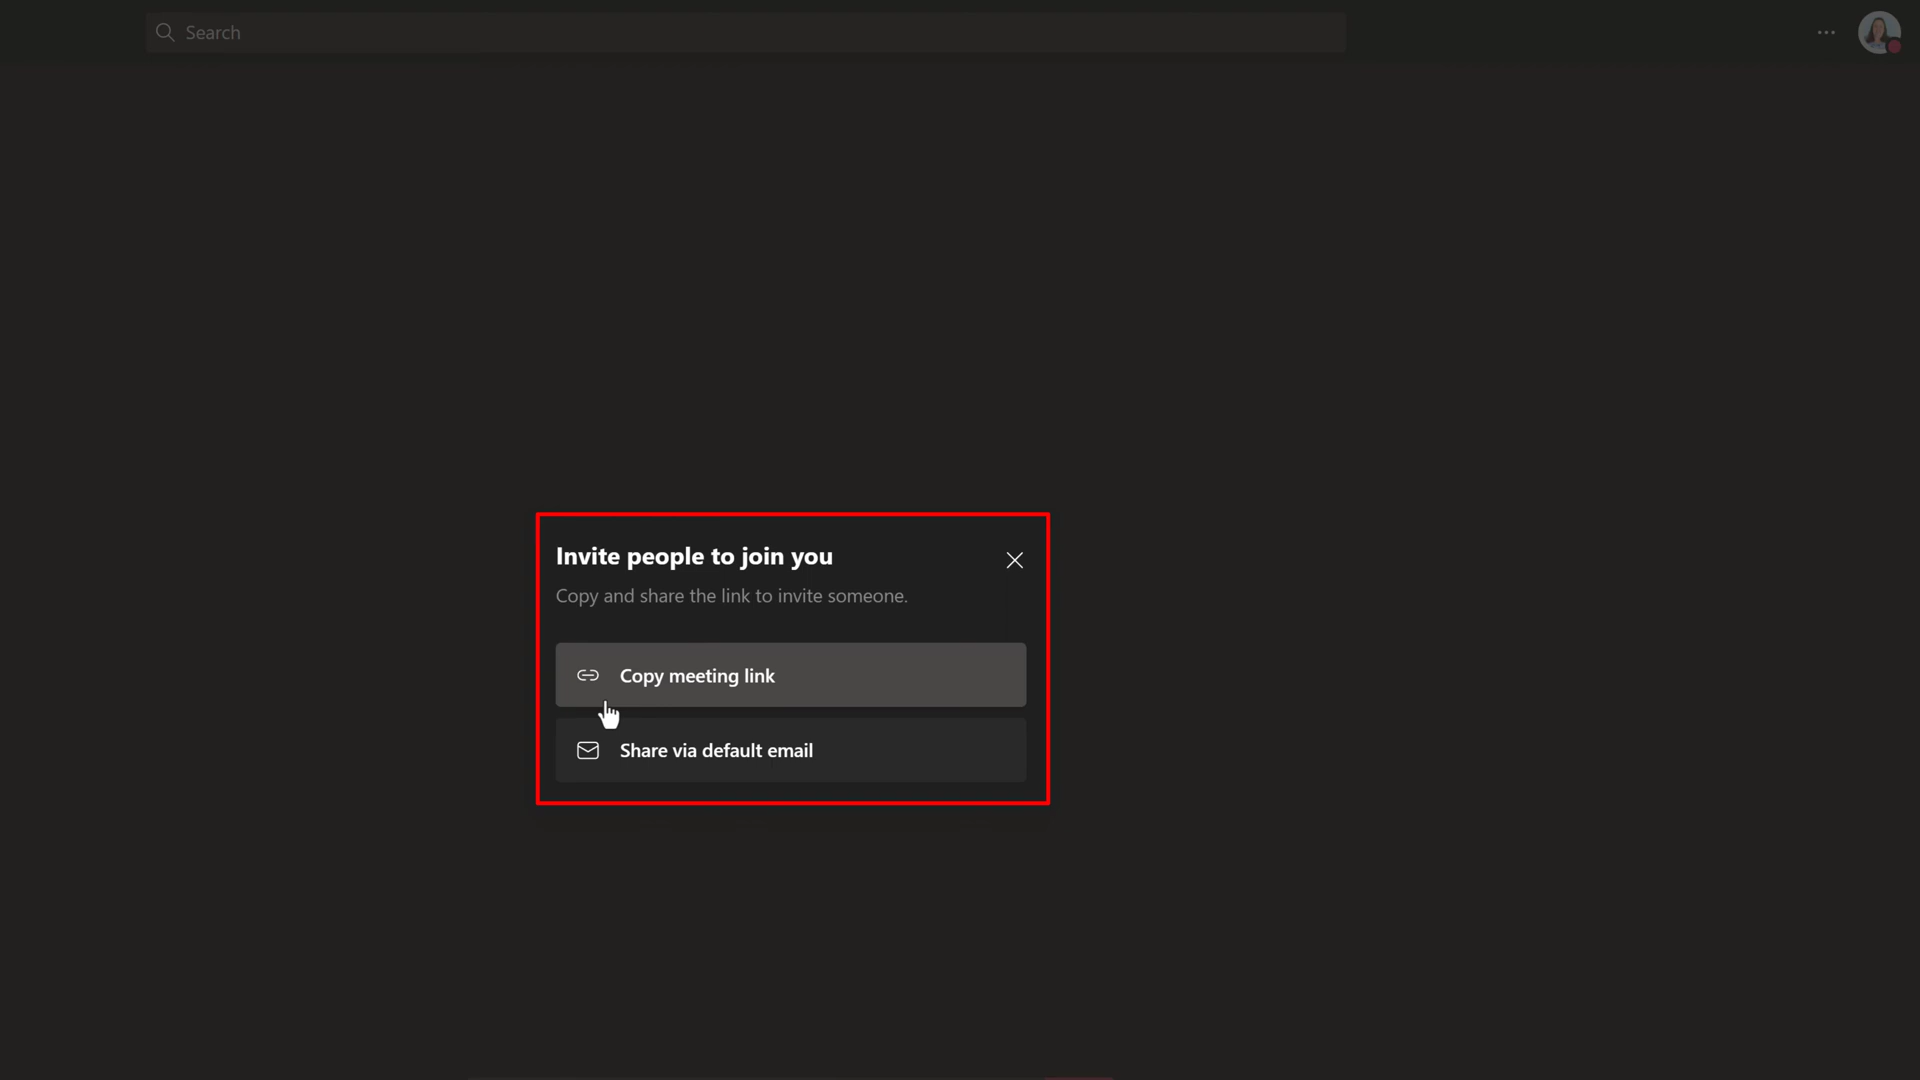 Search
Invite people to join you
Copy and share the link to invite someone.
Copy meeting link
Share via default email